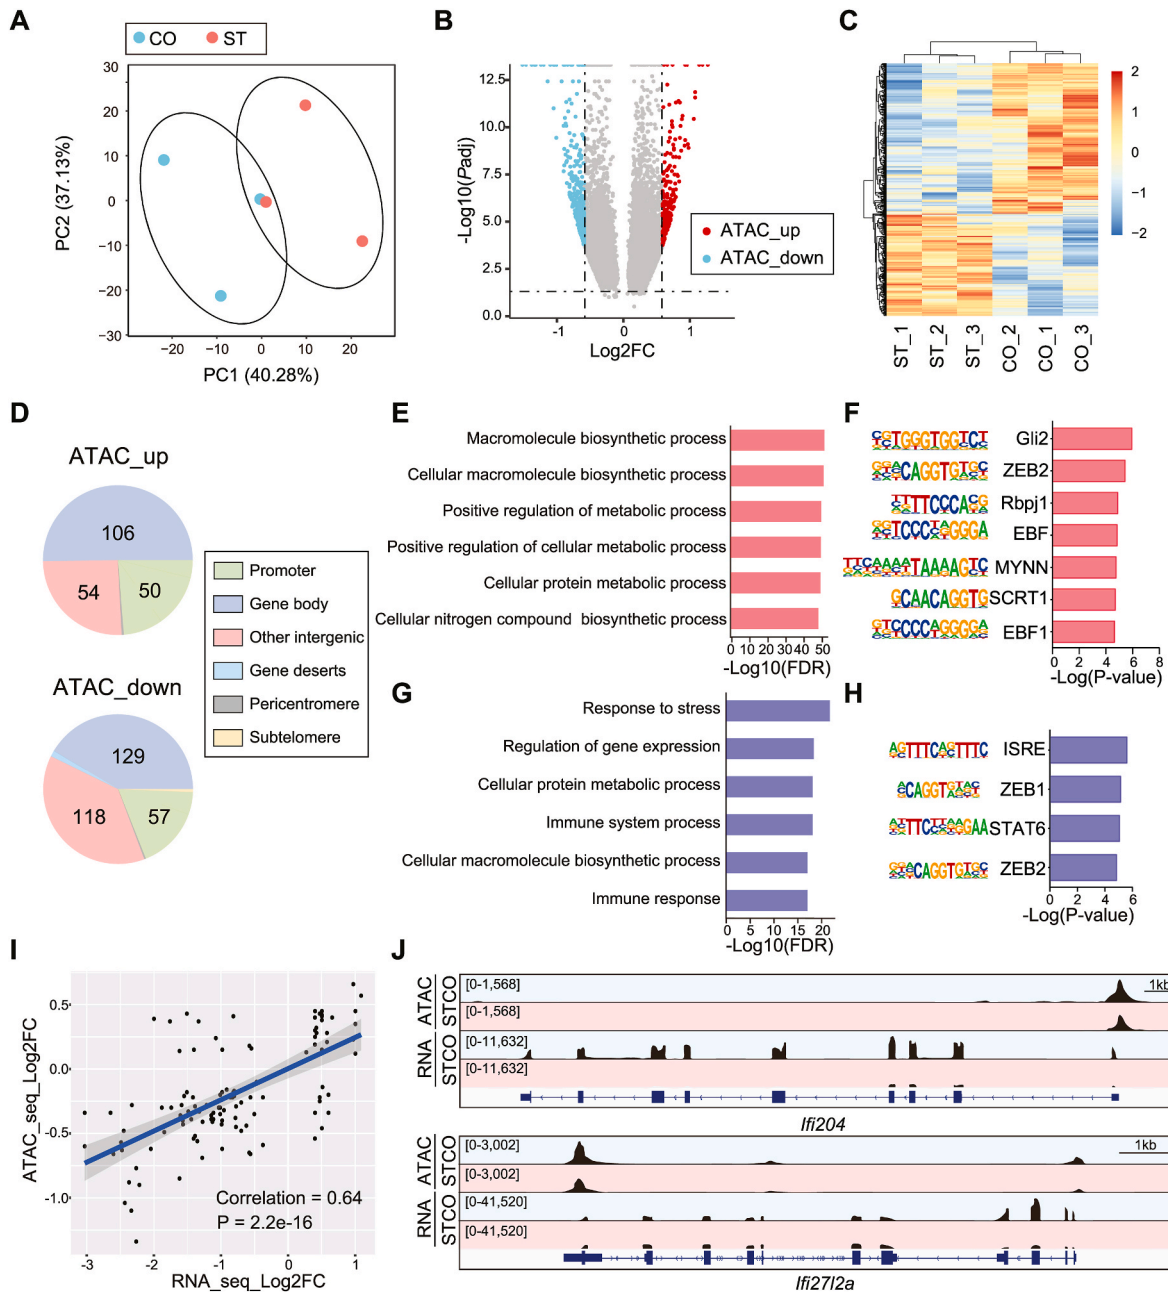 A
CO ST
30
20
10
0
−10
−20
−30
PC2 (37.13%)
−20 −10 0 10 20
PC1 (40.28%)
B
12.5
10.0
7.5
5.0
2.5
0.0
-Log10(Padj)
-1 0 1
Log2FC
ATAC_up
ATAC_down
C
2
1
0
−1
−2
ST_1 ST_2 ST_3 CO_2 CO_1 CO_3
D
ATAC_up
106
54
50
ATAC_down
129
118
57
Promoter
Gene body
Other intergenic
Gene deserts
Pericentromere
Subtelomere
E
Macromolecule biosynthetic process
Cellular macromolecule biosynthetic process
Positive regulation of metabolic process
Positive regulation of cellular metabolic process
Cellular protein metabolic process
Cellular nitrogen compound biosynthetic process
0 10 20 30 40 50
-Log10(FDR)
F
Gli2
ZEB2
Rbpj1
EBF
MYNN
SCRT1
EBF1
0 2 4 6 8
-Log(P-value)
G
Response to stress
Regulation of gene expression
Cellular protein metabolic process
Immune system process
Cellular macromolecule biosynthetic process
Immune response
0 5 10 15 20
-Log10(FDR)
H
ISRE
ZEB1
STAT6
ZEB2
0 2 4 6
-Log(P-value)
I
0.5
0.0
-0.5
-1.0
ATAC_seq_Log2FC
Correlation = 0.64
P = 2.2e-16
-3 -2 -1 0 1
RNA_seq_Log2FC
J
ATAC
STCO
[0-1,568]
1kb
[0-1,568]
RNA
STCO
[0-11,632]
[0-11,632]
Ifi204
ATAC
STCO
[0-3,002]
1kb
[0-3,002]
RNA
STCO
[0-41,520]
[0-41,520]
Ifi27l2a